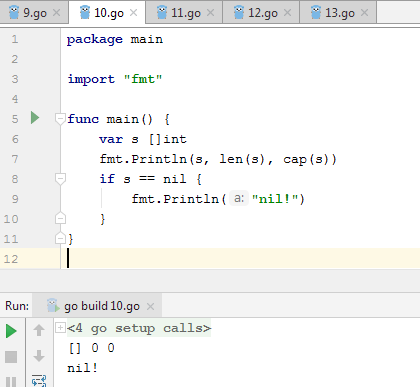 9.go × 10.go × 11.go × 12.go × 13.go ×
1 package main
2
3 import "fmt"
4
5 func main() {
6 var s []int
7 fmt.Println(s, len(s), cap(s))
8 if s == nil {
9 fmt.Println( a: "nil!")
10 }
11 }
12
Run: go build 10.go ×
<4 go setup calls>
[] 0 0
nil!